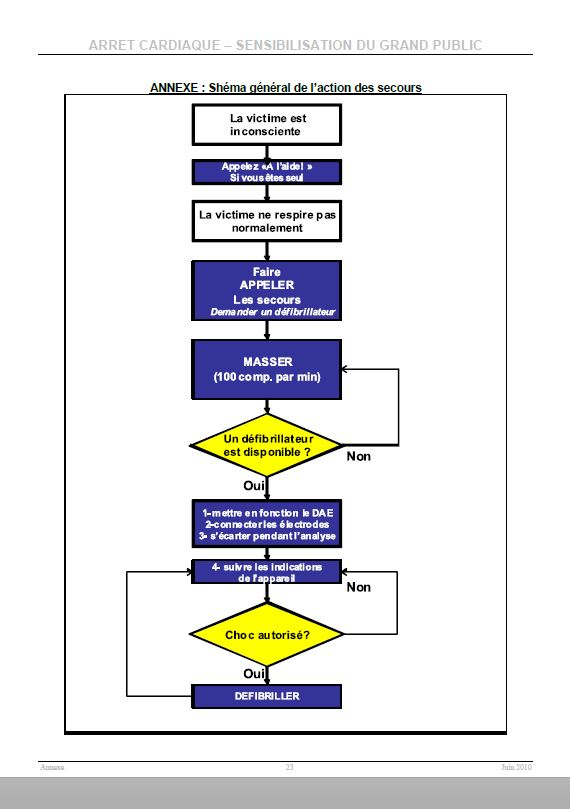 ARRET CARDIAQUE – SENSIBILISATION DU GRAND PUBLIC
ANNEXE : Shéma général de l'action des secours
La victime est
inconsciente
Appelez «A l'aide! »
Si vous êtes seul
La victime ne respire pas
normalement
Faire
APPELER
Les secours
Demander un défibrillateur
MASSER
(100 comp. par min)
Un défibrillateur
est disponible ?
Non
Oui
1-mettre en fonction le DAE
2-connecter les électrodes
3- s'écarter pendant l'analyse
4- suivre les indications
de l'appareil
Non
Choc autorisé?
Oui
DEFIBRILLER
Annexe
23
Juin 2010